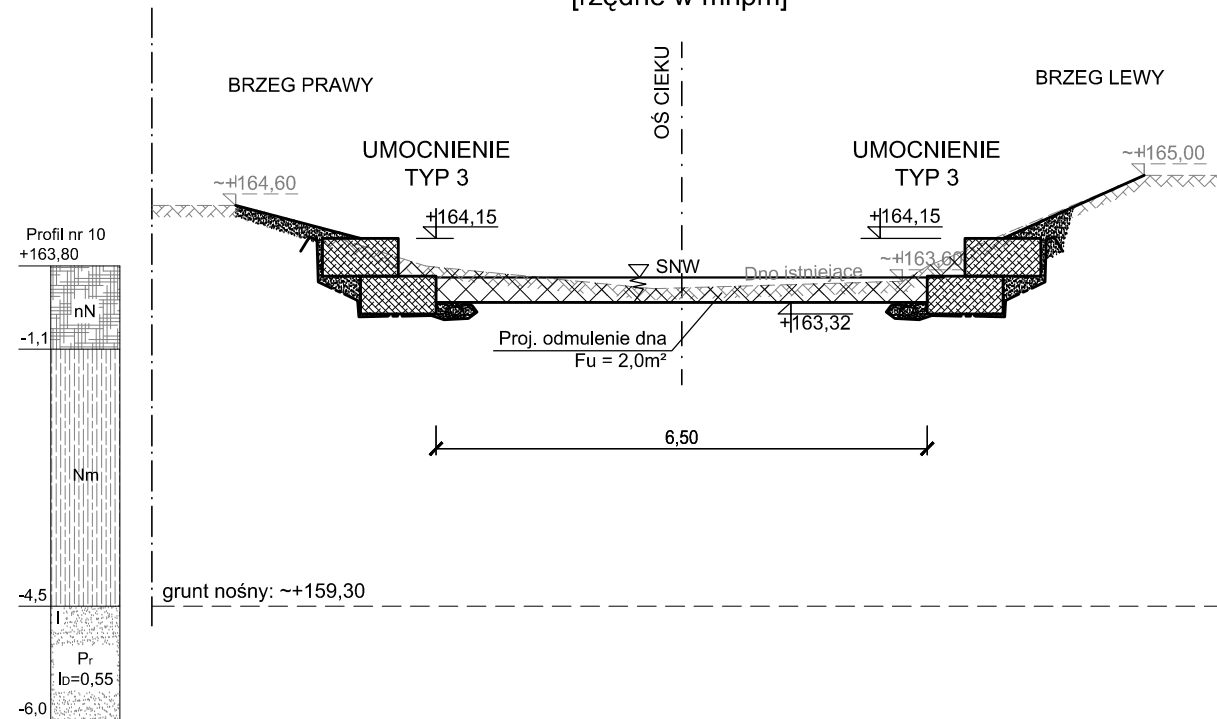 [rzędne w mnpm]
BRZEG PRAWY
OŚ CIEKU
BRZEG LEWY
UMOCNIENIE
TYP 3
UMOCNIENIE
TYP 3
~+164,60
~+165,00
+164,15
+164,15
Profil nr 10
+163,80
SNW
Dno istniejące
~+163,60
nN
-1,1
Proj. odmulenie dna
Fu = 2,0m²
+163,32
6,50
Nm
-4,5
grunt nośny: ~+159,30
I
Pr
ID=0,55
-6,0